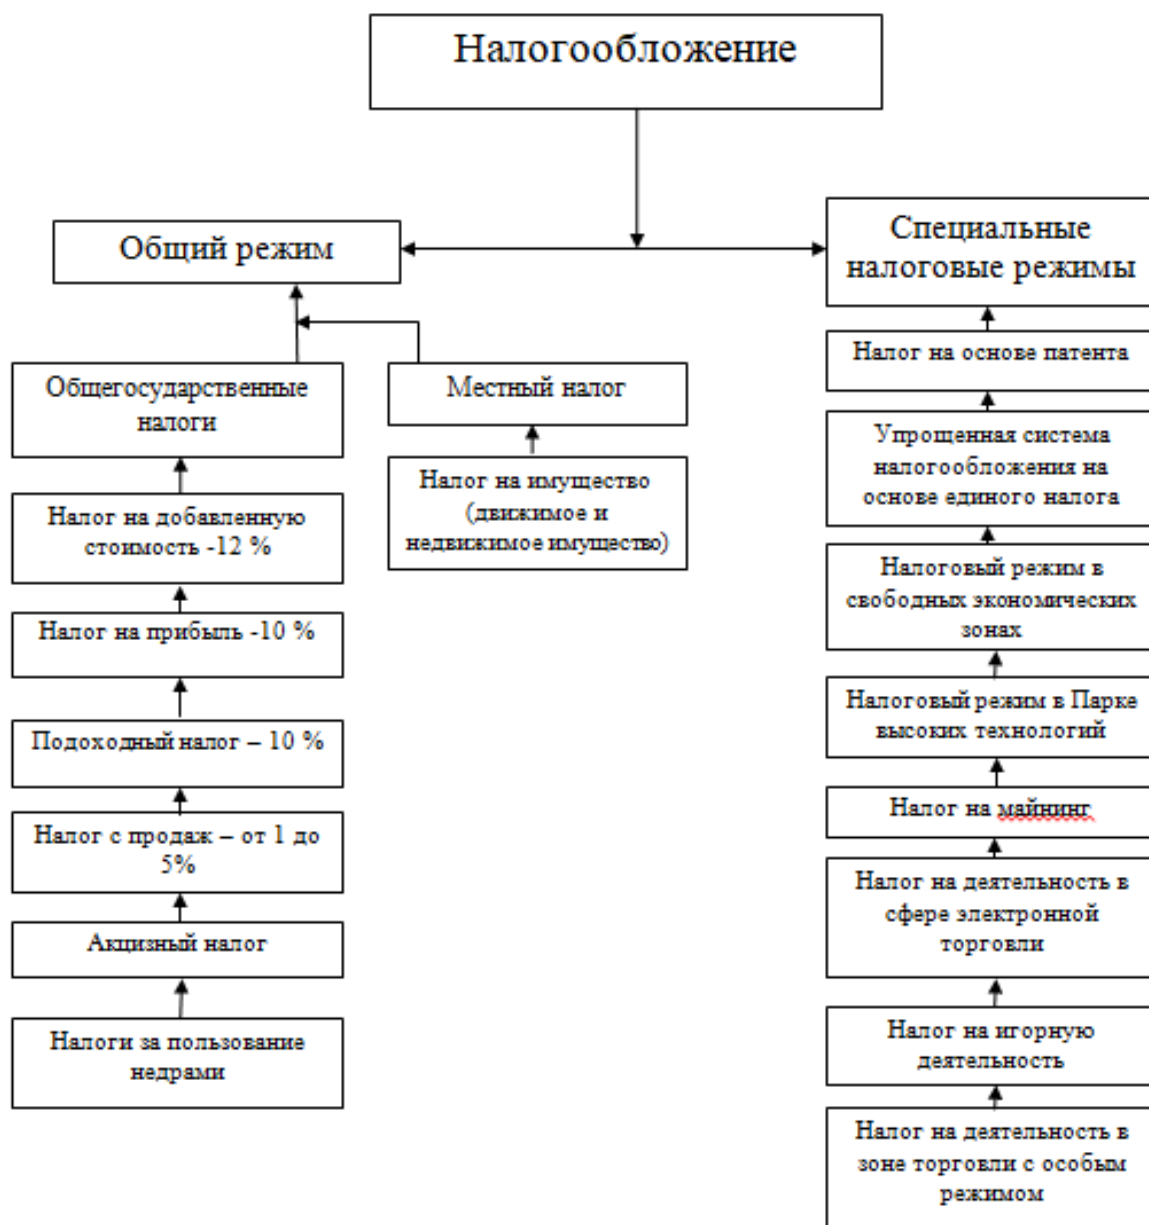 Налогообложение
Общий режим
Специальные
налоговые режимы
Общегосударственные
налоги
Местный налог
Налог на имущество
(движимое и
недвижимое имущество)
Налог на добавленную
стоимость -12 %
Налог на прибыль -10 %
Подоходный налог – 10 %
Налог с продаж – от 1 до
5%
Акцизный налог
Налоги за пользование
недрами
Налог на основе патента
Упрощенная система
налогообложения на
основе единого налога
Налоговый режим в
свободных экономических
зонах
Налоговый режим в Парке
высоких технологий
Налог на майнинг
Налог на деятельность в
сфере электронной
торговли
Налог на игорную
деятельность
Налог на деятельность в
зоне торговли с особым
режимом